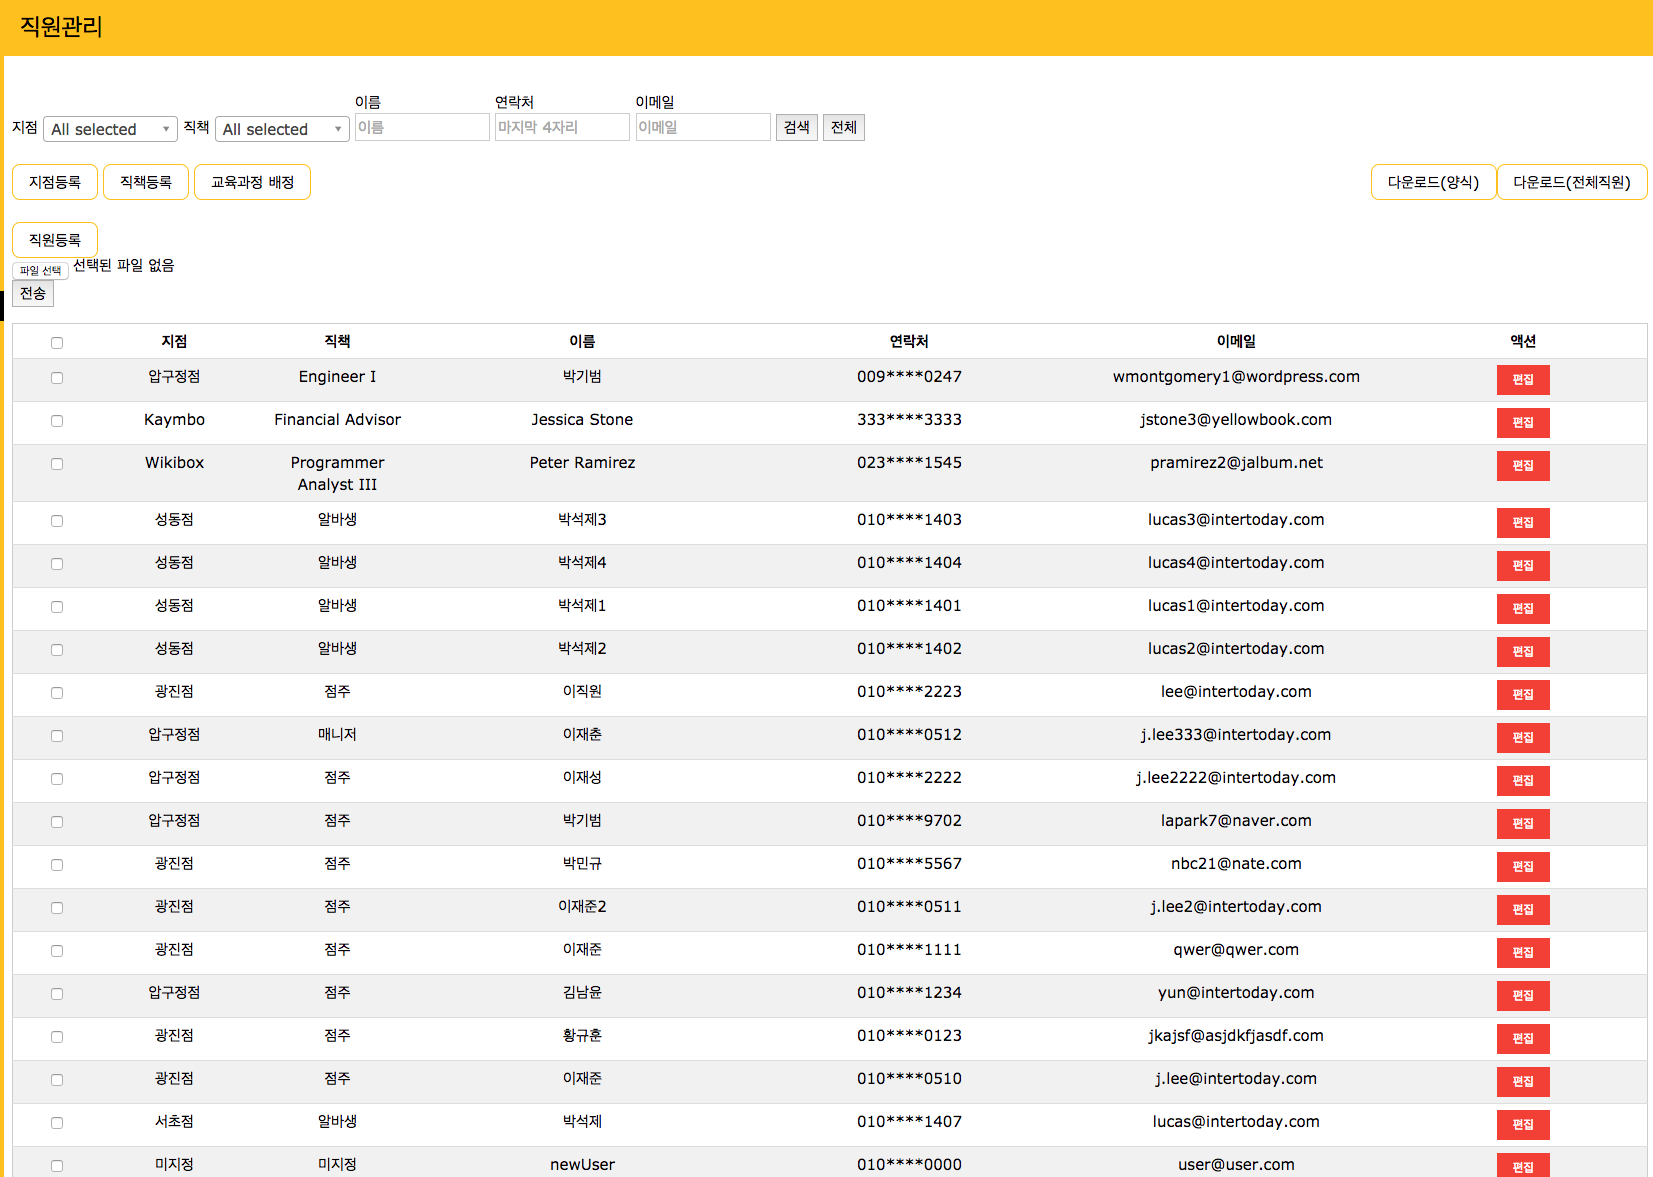 직원관리
이름 연락처 이메일
지점 All selected 직책 All selected 이름 마지막 4자리 이메일 검색 전체
지점등록 직책등록 교육과정 배정 다운로드(양식) 다운로드(전체직원)
직원등록
파일 선택 선택된 파일 없음
전송
지점 직책 이름 연락처 이메일 액션
압구정점 Engineer I 박기범 009****0247 wmontgomery1@wordpress.com 편집
Kaymbo Financial Advisor Jessica Stone 333****3333 jstone3@yellowbook.com 편집
Wikibox Programmer Peter Ramirez 023****1545 pramirez2@jalbum.net 편집
Analyst III
성동점 알바생 박석제3 010****1403 lucas3@intertoday.com 편집
성동점 알바생 박석제4 010****1404 lucas4@intertoday.com 편집
성동점 알바생 박석제1 010****1401 lucas1@intertoday.com 편집
성동점 알바생 박석제2 010****1402 lucas2@intertoday.com 편집
광진점 점주 이직원 010****2223 lee@intertoday.com 편집
압구정점 매니저 이재춘 010****0512 j.lee333@intertoday.com 편집
압구정점 점주 이재성 010****2222 j.lee2222@intertoday.com 편집
압구정점 점주 박기범 010****9702 lapark7@naver.com 편집
광진점 점주 박민규 010****5567 nbc21@nate.com 편집
광진점 점주 이재준2 010****0511 j.lee2@intertoday.com 편집
광진점 점주 이재준 010****1111 qwer@qwer.com 편집
압구정점 점주 김남윤 010****1234 yun@intertoday.com 편집
광진점 점주 황규훈 010****0123 jkajsf@asjdkfjasdf.com 편집
광진점 점주 이재준 010****0510 j.lee@intertoday.com 편집
서초점 알바생 박석제 010****1407 lucas@intertoday.com 편집
미지정 미지정 newUser 010****0000 user@user.com 편집